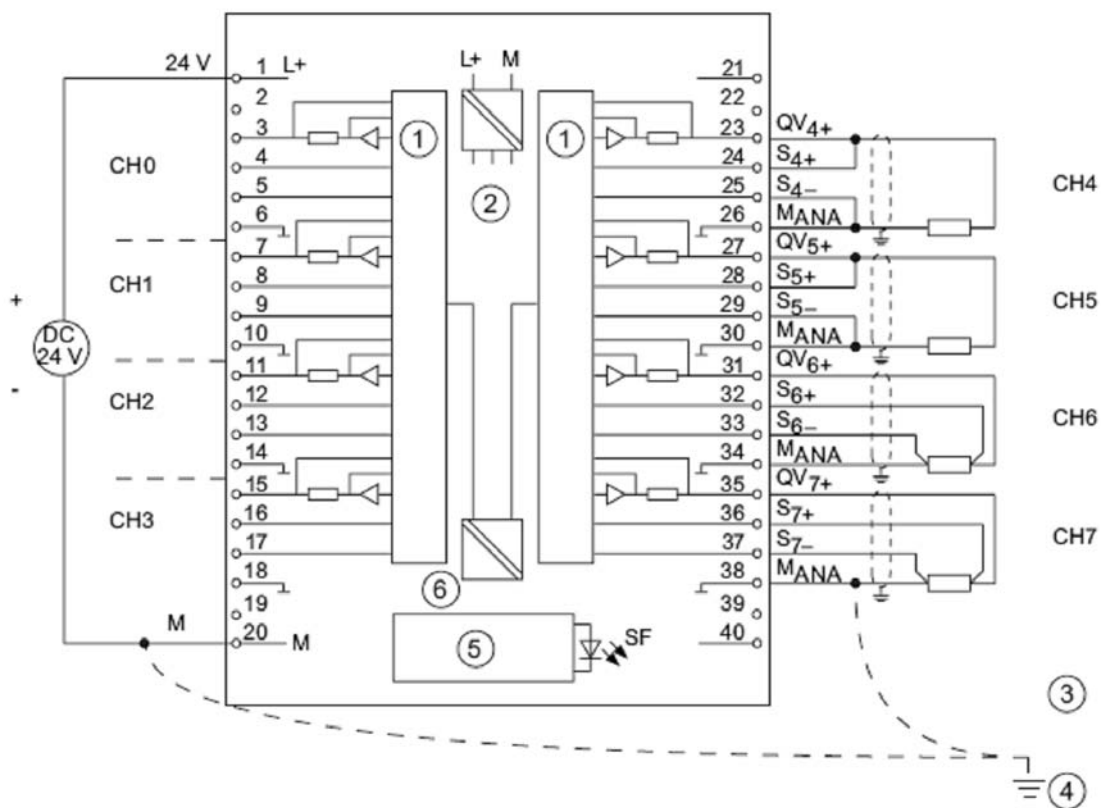 24 V
1 L+
2
3
4
5
6
7
8
9
10
11
12
13
14
15
16
17
18
19
20 M
M
CH0
CH1
CH2
CH3
+
DC
24 V
-
L+ M
①
①
②
⑥
⑤
SF
21
22
23
24
25
26
27
28
29
30
31
32
33
34
35
36
37
38
39
40
QV4+
S4+
S4−
MANA
QV5+
S5+
S5−
MANA
QV6+
S6+
S6−
MANA
QV7+
S7+
S7−
MANA
CH4
CH5
CH6
CH7
③
④